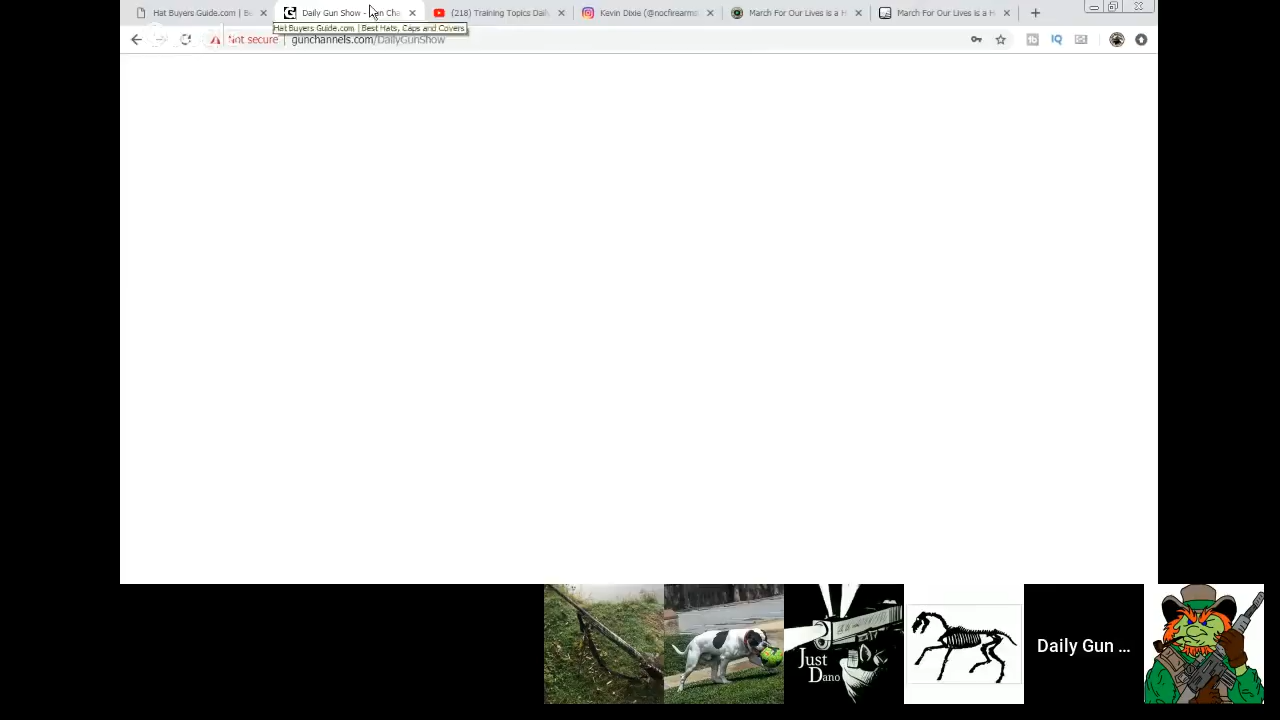 Hat Buyers Guide.com | B
Daily Gun Show - Gun Cha
(218) Training Topics Dail
Kevin Dixie (@nocfirearms
March For Our Lives is a H
March For Our Lives is a H
Hat Buyers Guide.com | Best Hats, Caps and Covers
Not secure
gunchannels.com/DailyGunShow
IQ
Just
Dano
Daily Gun ...